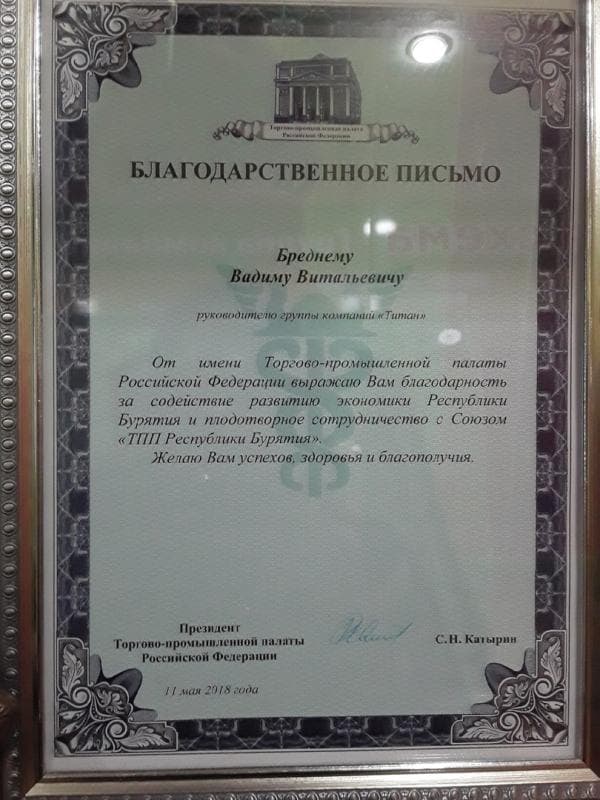 Торгово-промышленная палата
Российской Федерации
БЛАГОДАРСТВЕННОЕ ПИСЬМО
Бреднему
Вадиму Витальевичу
руководителю группы компаний «Титан»
От имени Торгово-промышленной палаты
Российской Федерации выражаю Вам благодарность
за содействие развитию экономики Республики
Бурятия и плодотворное сотрудничество с Союзом
«ТПП Республики Бурятия».
Желаю Вам успехов, здоровья и благополучия.
Президент
Торгово-промышленной палаты
Российской Федерации
С.Н. Катырин
11 мая 2018 года